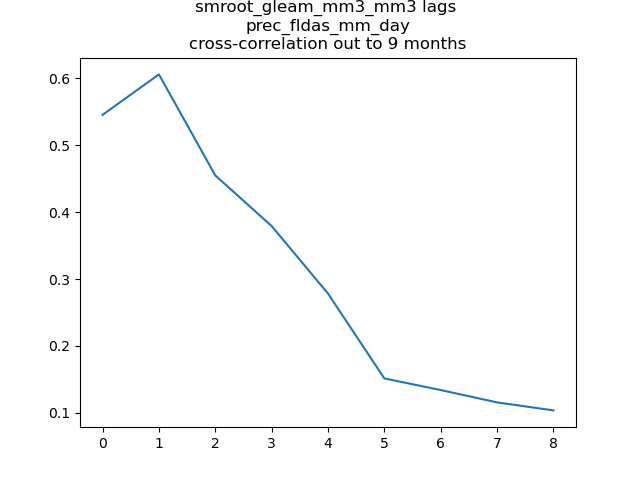 smroot_gleam_mm3_mm3 lags
prec_fldas_mm_day
cross-correlation out to 9 months
0.6
0.5
0.4
0.3
0.2
0.1
0 1 2 3 4 5 6 7 8